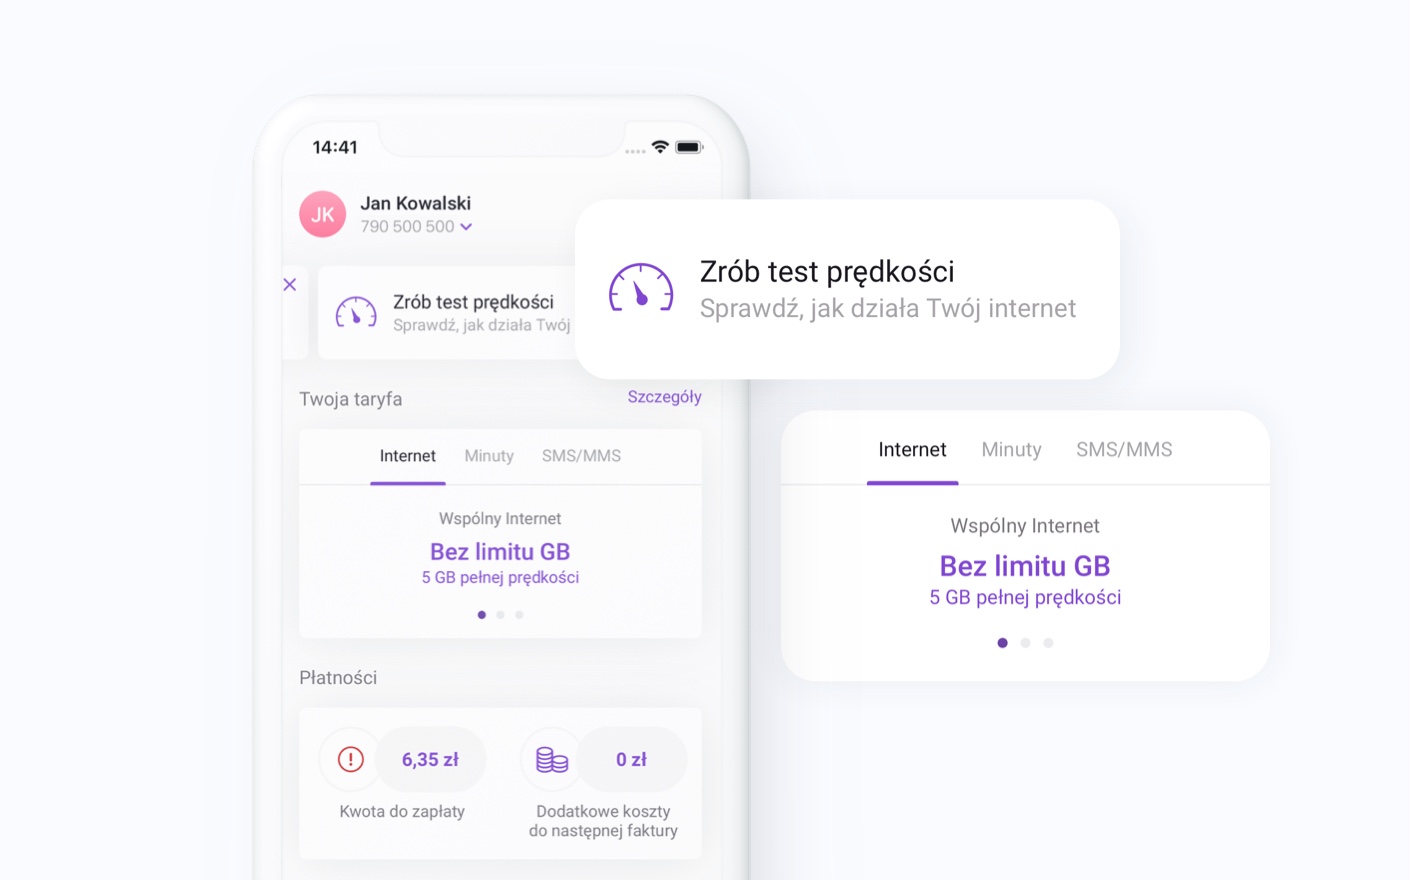 14:41
JK
Jan Kowalski
790 500 500
Zrób test prędkości
Sprawdź, jak działa Twój
Zrób test prędkości
Sprawdź, jak działa Twój internet
Twoja taryfa
Szczegóły
Internet Minuty SMS/MMS
Wspólny Internet
Bez limitu GB
5 GB pełnej prędkości
Internet Minuty SMS/MMS
Wspólny Internet
Bez limitu GB
5 GB pełnej prędkości
Płatności
6,35 zł
Kwota do zapłaty
0 zł
Dodatkowe koszty
do następnej faktury